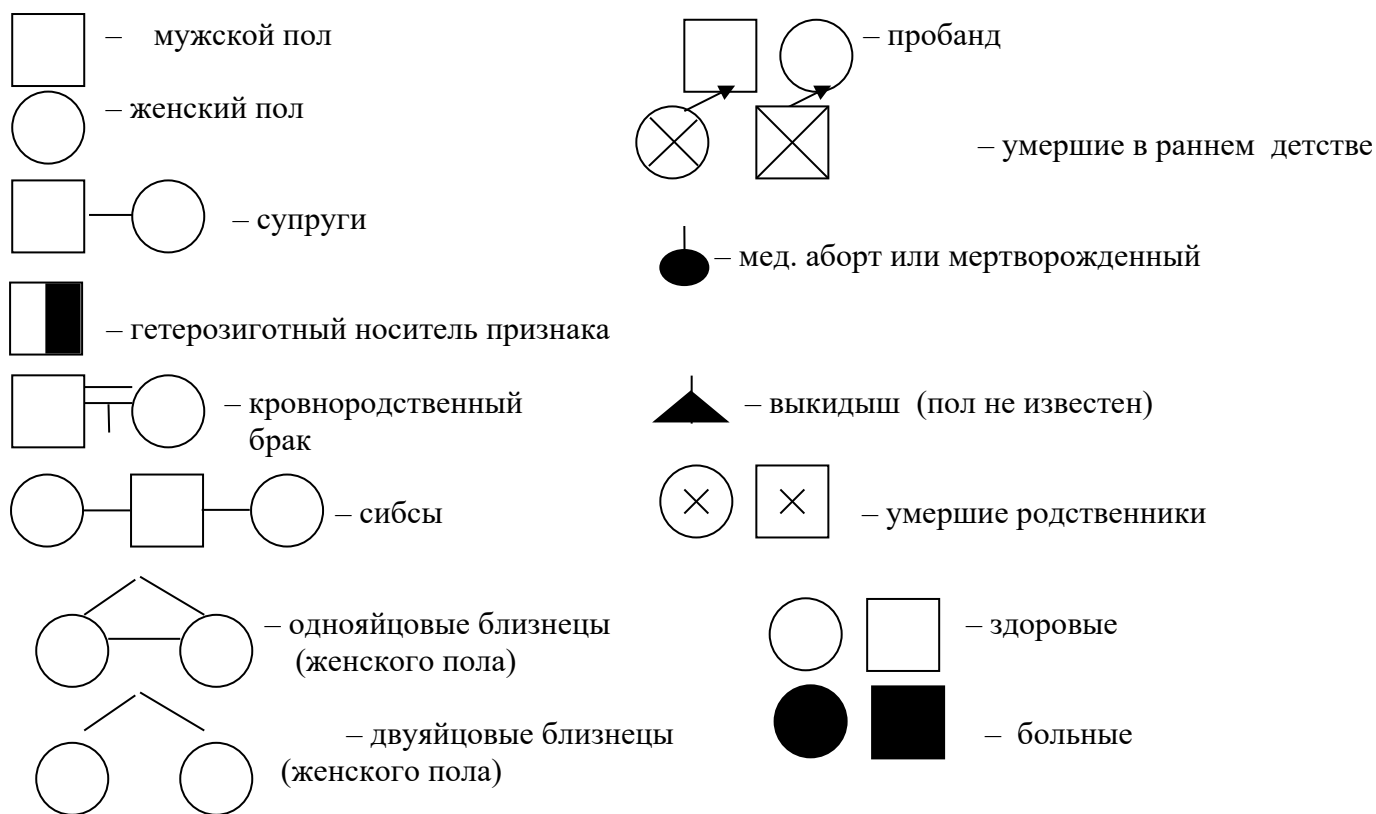 – мужской пол
– женский пол
– супруги
– гетерозиготный носитель признака
– кровнородственный
брак
– сибсы
– однояйцовые близнецы
(женского пола)
– двуяйцовые близнецы
(женского пола)
– пробанд
– умершие в раннем детстве
– мед. аборт или мертворожденный
– выкидыш (пол не известен)
– умершие родственники
– здоровые
– больные